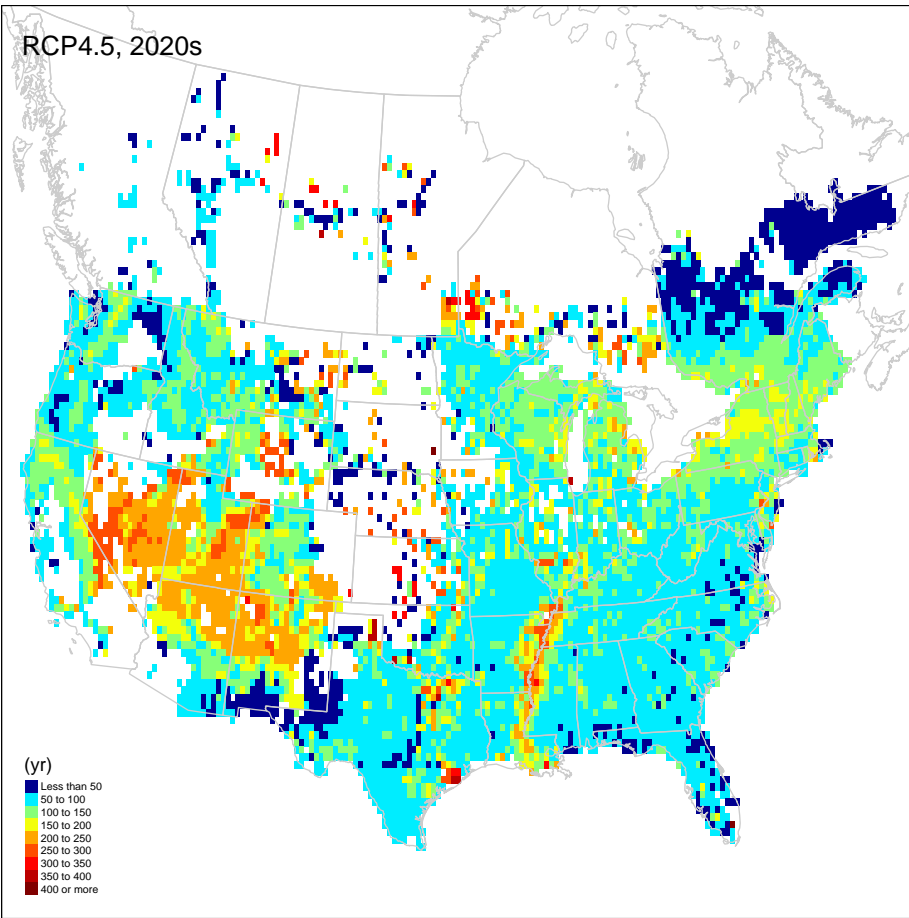 RCP4.5, 2020s
(yr)
Less than 50
50 to 100
100 to 150
150 to 200
200 to 250
250 to 300
300 to 350
350 to 400
400 or more